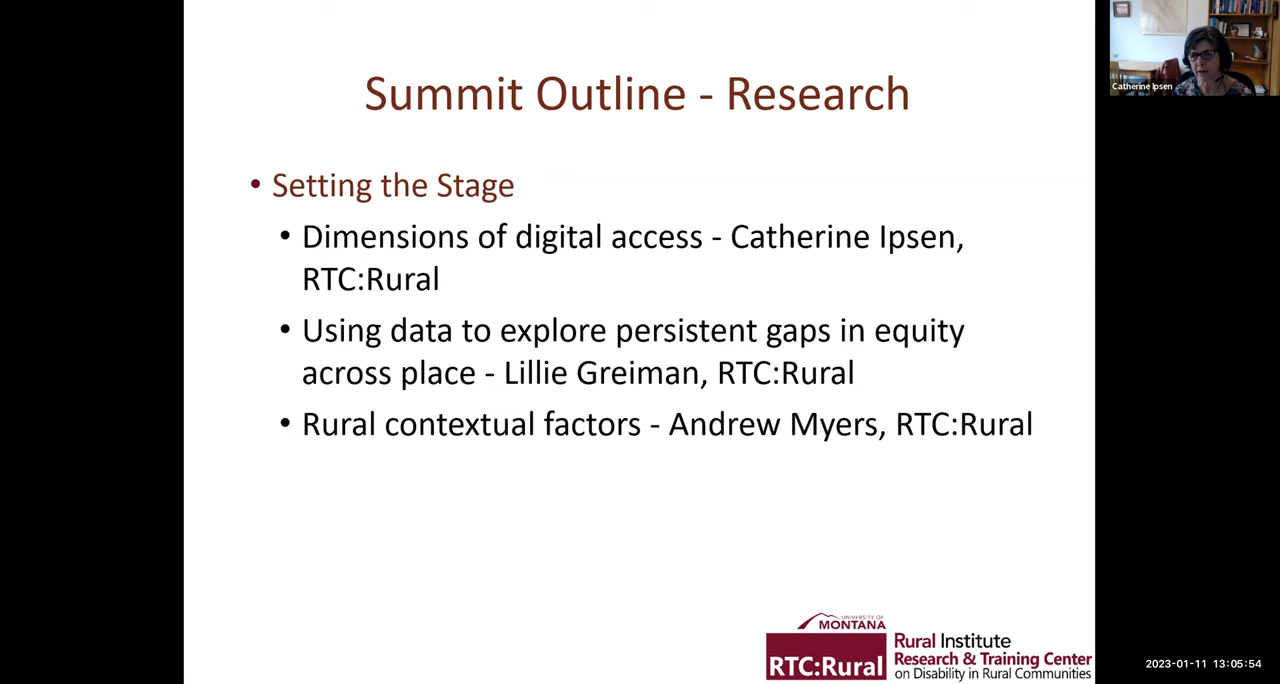 Summit Outline - Research
• Setting the Stage
• Dimensions of digital access - Catherine Ipsen,
RTC:Rural
• Using data to explore persistent gaps in equity
across place - Lillie Greiman, RTC:Rural
• Rural contextual factors - Andrew Myers, RTC:Rural
Catherine Ipsen
UNIVERSITY OF
MONTANA
RTC:Rural
Rural Institute
Research & Training Center
on Disability in Rural Communities
2023-01-11 13:05:54